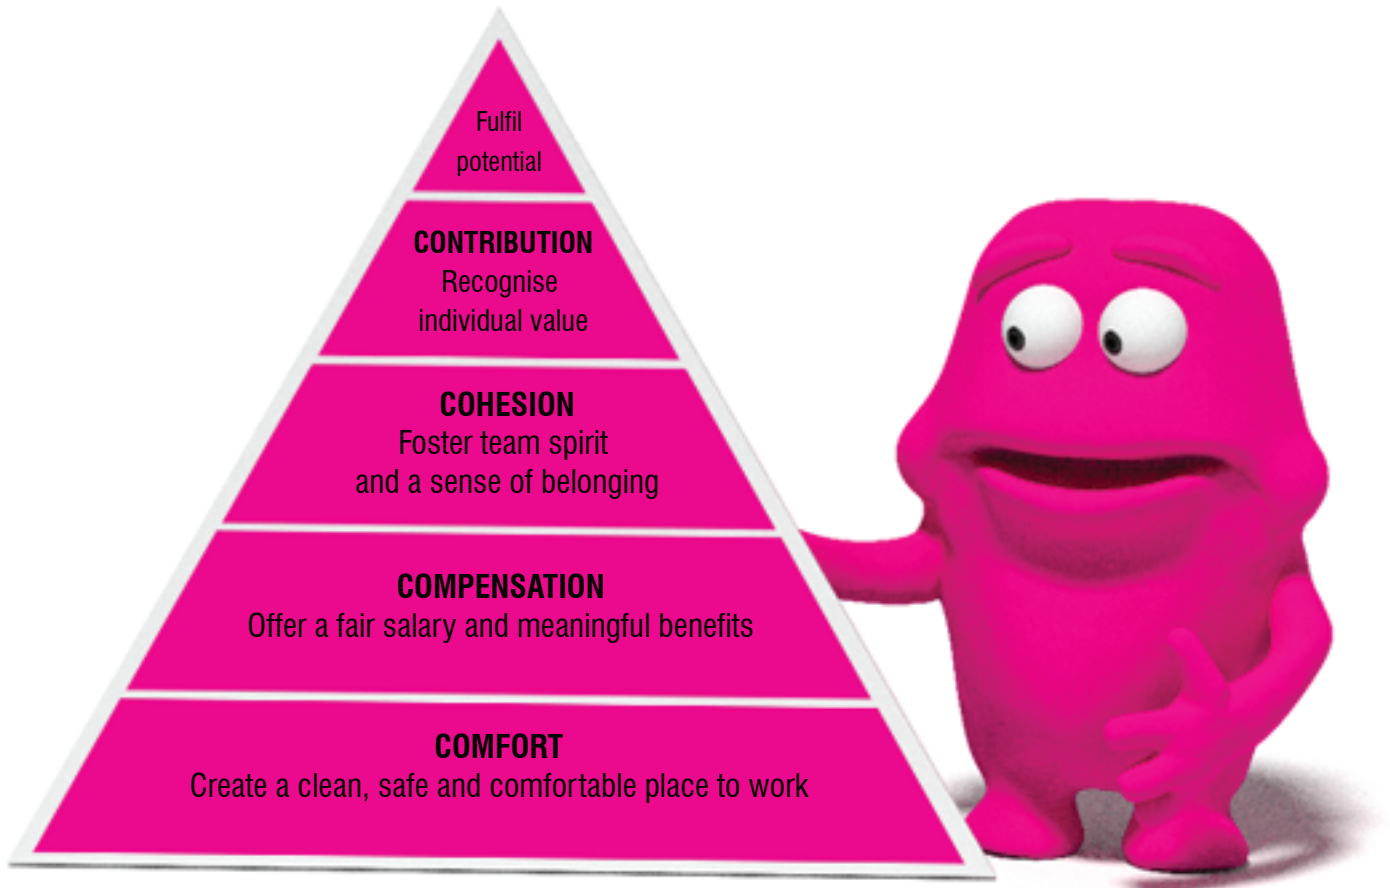 Fulfil
potential
CONTRIBUTION
Recognise
individual value
COHESION
Foster team spirit
and a sense of belonging
COMPENSATION
Offer a fair salary and meaningful benefits
COMFORT
Create a clean, safe and comfortable place to work